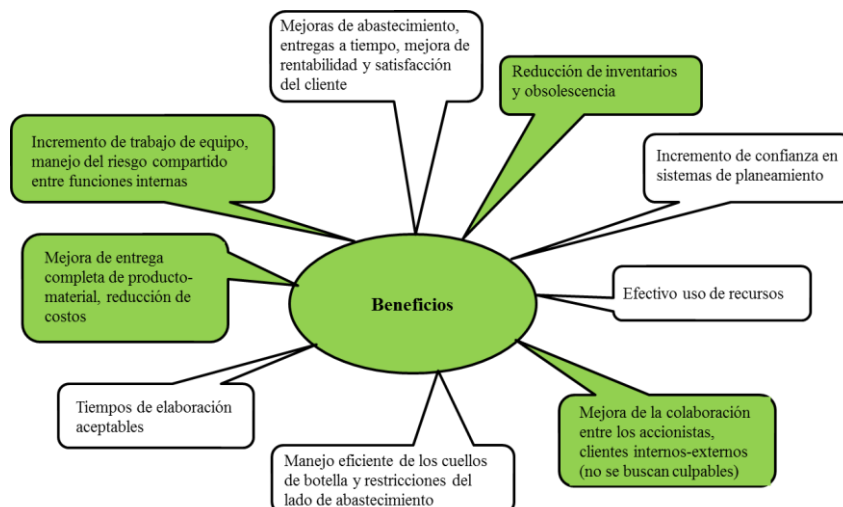 Mejoras de abastecimiento,
entregas a tiempo, mejora de
rentabilidad y satisfacción
del cliente
Reducción de inventarios
y obsolescencia
Incremento de trabajo de equipo,
manejo del riesgo compartido
entre funciones internas
Incremento de confianza en
sistemas de planeamiento
Mejora de entrega
completa de producto-
material, reducción de
costos
Beneficios
Efectivo uso de recursos
Tiempos de elaboración
aceptables
Manejo eficiente de los cuellos
de botella y restricciones del
lado de abastecimiento
Mejora de la colaboración
entre los accionistas,
clientes internos-externos
(no se buscan culpables)